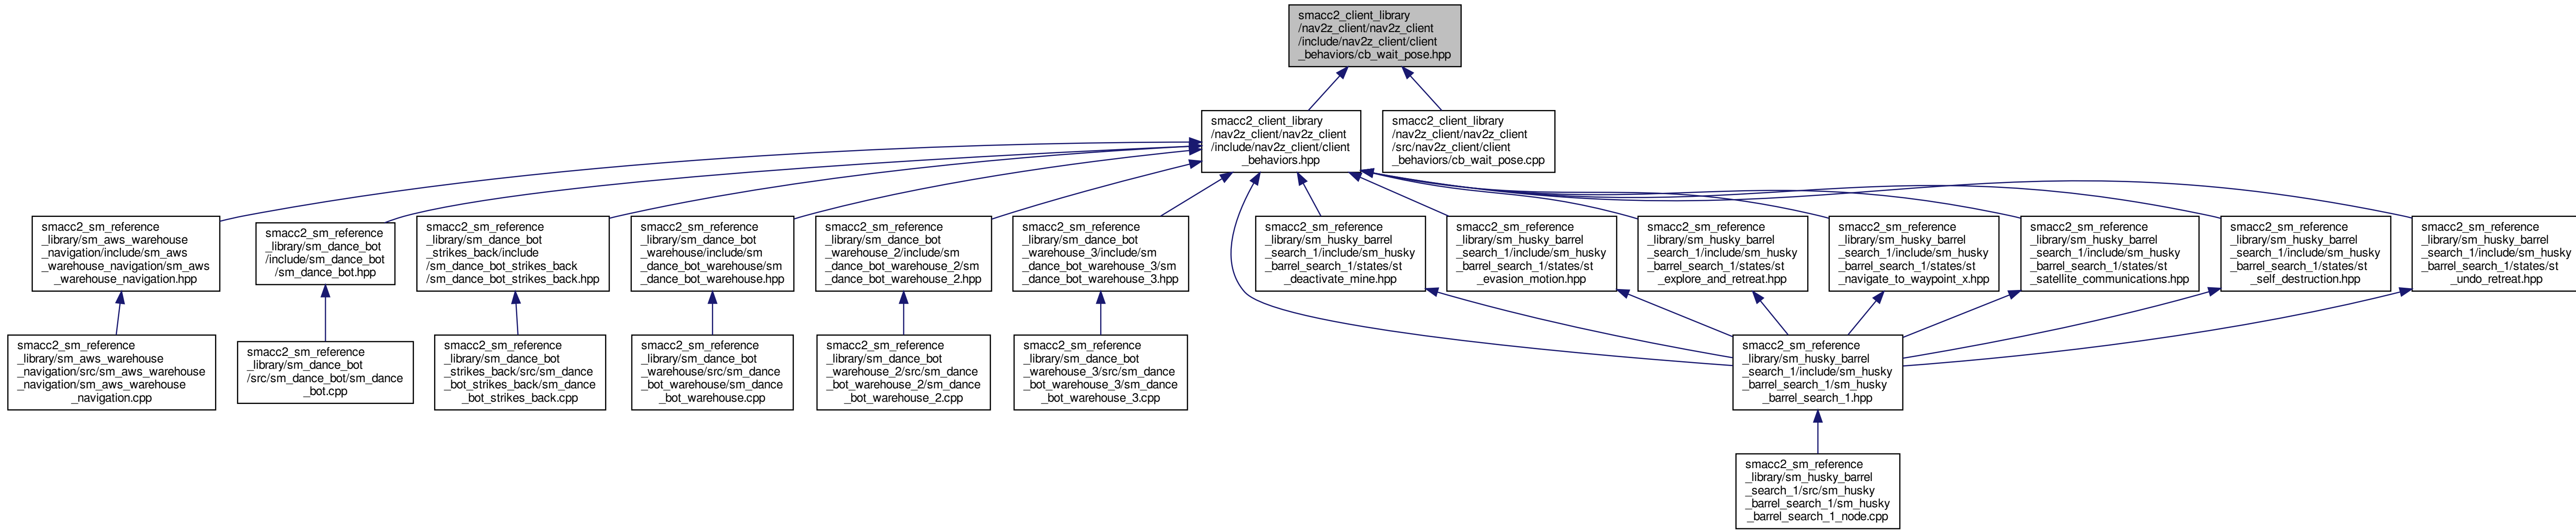 smacc2_client_library
/nav2z_client/nav2z_client
/include/nav2z_client/client
_behaviors/cb_wait_pose.hpp
smacc2_client_library
/nav2z_client/nav2z_client
/include/nav2z_client/client
_behaviors.hpp
smacc2_client_library
/nav2z_client/nav2z_client
/src/nav2z_client/client
_behaviors/cb_wait_pose.cpp
smacc2_sm_reference
_library/sm_aws_warehouse
_navigation/include/sm_aws
_warehouse_navigation/sm_aws
_warehouse_navigation.hpp
smacc2_sm_reference
_library/sm_dance_bot
/include/sm_dance_bot
/sm_dance_bot.hpp
smacc2_sm_reference
_library/sm_dance_bot
_strikes_back/include
/sm_dance_bot_strikes_back
/sm_dance_bot_strikes_back.hpp
smacc2_sm_reference
_library/sm_dance_bot
_warehouse/include/sm
_dance_bot_warehouse/sm
_dance_bot_warehouse.hpp
smacc2_sm_reference
_library/sm_dance_bot
_warehouse_2/include/sm
_dance_bot_warehouse_2/sm
_dance_bot_warehouse_2.hpp
smacc2_sm_reference
_library/sm_dance_bot
_warehouse_3/include/sm
_dance_bot_warehouse_3/sm
_dance_bot_warehouse_3.hpp
smacc2_sm_reference
_library/sm_husky_barrel
_search_1/include/sm_husky
_barrel_search_1/states/st
_deactivate_mine.hpp
smacc2_sm_reference
_library/sm_husky_barrel
_search_1/include/sm_husky
_barrel_search_1/states/st
_evasion_motion.hpp
smacc2_sm_reference
_library/sm_husky_barrel
_search_1/include/sm_husky
_barrel_search_1/states/st
_explore_and_retreat.hpp
smacc2_sm_reference
_library/sm_husky_barrel
_search_1/include/sm_husky
_barrel_search_1/states/st
_navigate_to_waypoint_x.hpp
smacc2_sm_reference
_library/sm_husky_barrel
_search_1/include/sm_husky
_barrel_search_1/states/st
_satellite_communications.hpp
smacc2_sm_reference
_library/sm_husky_barrel
_search_1/include/sm_husky
_barrel_search_1/states/st
_self_destruction.hpp
smacc2_sm_reference
_library/sm_husky_barrel
_search_1/include/sm_husky
_barrel_search_1/states/st
_undo_retreat.hpp
smacc2_sm_reference
_library/sm_aws_warehouse
_navigation/src/sm_aws_warehouse
_navigation/sm_aws_warehouse
_navigation.cpp
smacc2_sm_reference
_library/sm_dance_bot
/src/sm_dance_bot/sm_dance
_bot.cpp
smacc2_sm_reference
_library/sm_dance_bot
_strikes_back/src/sm_dance
_bot_strikes_back/sm_dance
_bot_strikes_back.cpp
smacc2_sm_reference
_library/sm_dance_bot
_warehouse/src/sm_dance
_bot_warehouse/sm_dance
_bot_warehouse.cpp
smacc2_sm_reference
_library/sm_dance_bot
_warehouse_2/src/sm_dance
_bot_warehouse_2/sm_dance
_bot_warehouse_2.cpp
smacc2_sm_reference
_library/sm_dance_bot
_warehouse_3/src/sm_dance
_bot_warehouse_3/sm_dance
_bot_warehouse_3.cpp
smacc2_sm_reference
_library/sm_husky_barrel
_search_1/include/sm_husky
_barrel_search_1/sm_husky
_barrel_search_1.hpp
smacc2_sm_reference
_library/sm_husky_barrel
_search_1/src/sm_husky
_barrel_search_1/sm_husky
_barrel_search_1_node.cpp